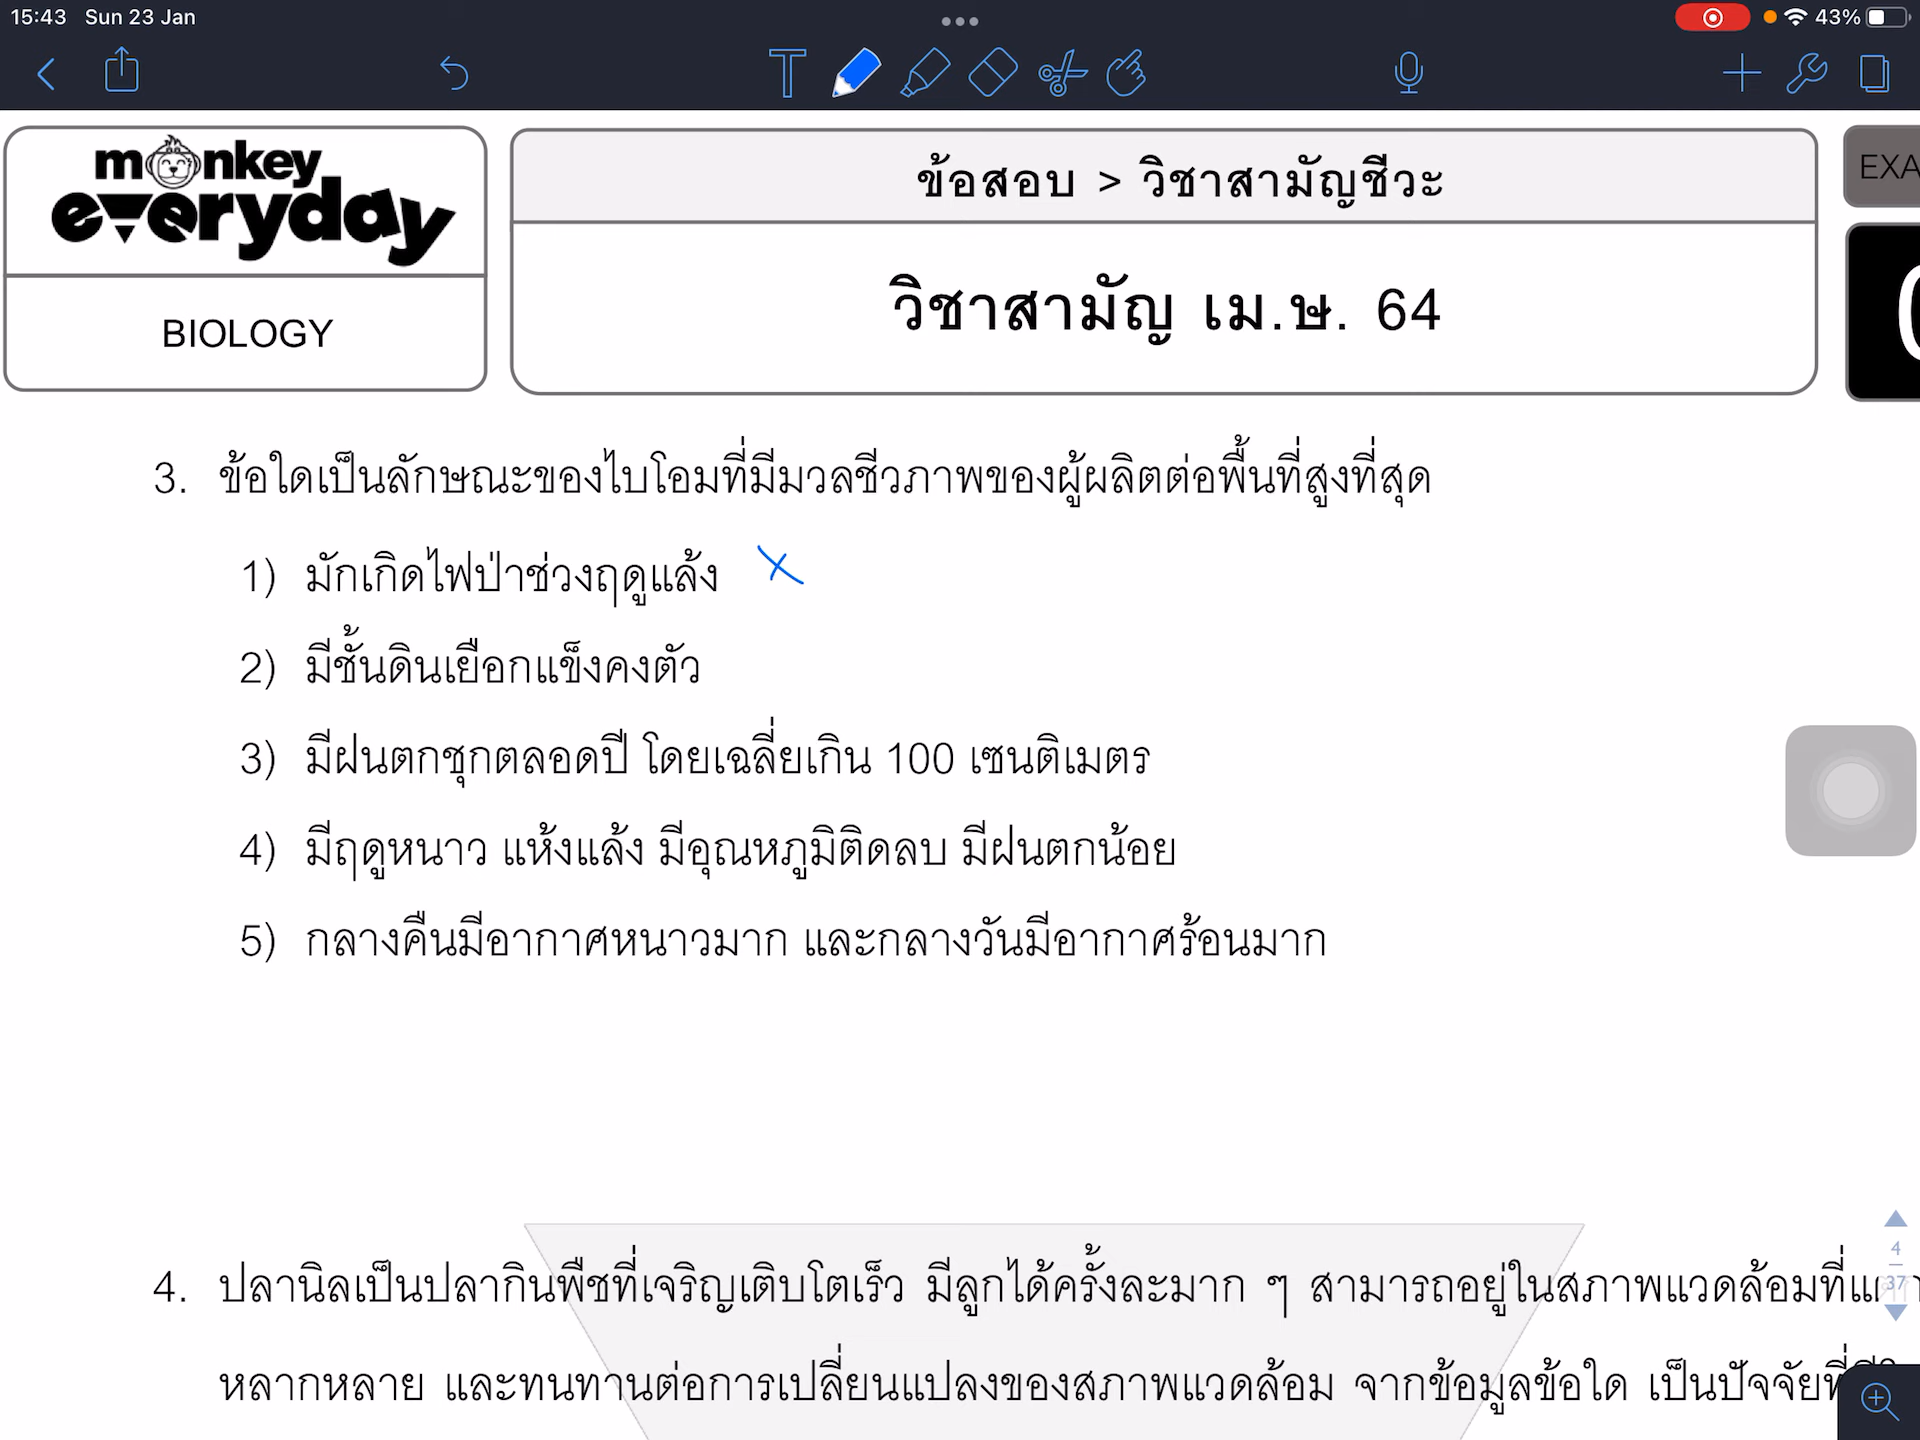 15:43 Sun 23 Jan
43%
monkey
everyday
BIOLOGY
ข้อสอบ > วิชาสามัญชีวะ
วิชาสามัญ เม.ษ. 64
3. ข้อใดเป็นลักษณะของไบโอมที่มีมวลชีวภาพของผู้ผลิตต่อพื้นที่สูงที่สุด
1) มักเกิดไฟป่าช่วงฤดูแล้ง
2) มีชั้นดินเยือกแข็งคงตัว
3) มีฝนตกชุกตลอดปี โดยเฉลี่ยเกิน 100 เซนติเมตร
4) มีฤดูหนาว แห้งแล้ง มีอุณหภูมิติดลบ มีฝนตกน้อย
5) กลางคืนมีอากาศหนาวมาก และกลางวันมีอากาศร้อนมาก
4
37
4. ปลานิลเป็นปลากินพืชที่เจริญเติบโตเร็ว มีลูกได้ครั้งละมาก ๆ สามารถอยู่ในสภาพแวดล้อมที่
หลากหลาย และทนทานต่อการเปลี่ยนแปลงของสภาพแวดล้อม จากข้อมูลข้อใด เป็นปัจจัย